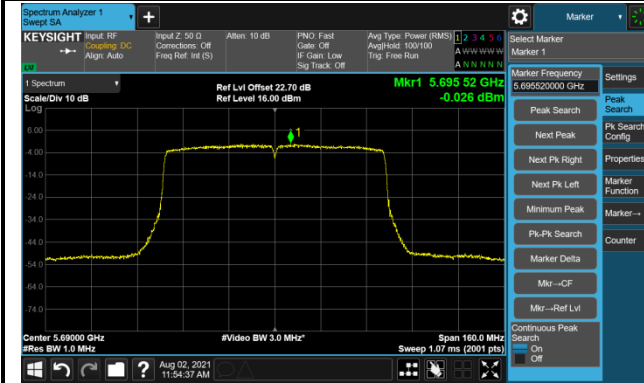 Spectrum Analyzer 1
Swept SA
+
Marker
KEYSIGHT Input: RF
Coupling: DC
Align: Auto
Input Z: 50 Ω
Corrections: Off
Freq Ref: Int (S)
Atten: 10 dB
PNO: Fast
Gate: Off
IF Gain: Low
Sig Track: Off
Avg Type: Power (RMS)
Avg|Hold: 100/100
Trig: Free Run
1 2 3 4 5 6
A W W W W W
A N N N N N
Select Marker
Marker 1
1 Spectrum
Scale/Div 10 dB
Log
Ref Lvl Offset 22.70 dB
Ref Level 16.00 dBm
Mkr1 5.695 52 GHz
-0.026 dBm
1
6.00
-4.00
-14.0
-24.0
-34.0
-44.0
-54.0
-64.0
-74.0
Center 5.69000 GHz
#Res BW 1.0 MHz
#Video BW 3.0 MHz*
Span 160.0 MHz
Sweep 1.07 ms (2001 pts)
Marker Frequency
5.695520000 GHz
Peak Search
Next Peak
Next Pk Right
Next Pk Left
Minimum Peak
Pk-Pk Search
Marker Delta
Mkr→CF
Mkr→Ref Lvl
Continuous Peak
Search
On
Off
Settings
Peak
Search
Pk Search
Config
Properties
Marker
Function
Marker→
Counter
?
Aug 02, 2021
11:54:37 AM